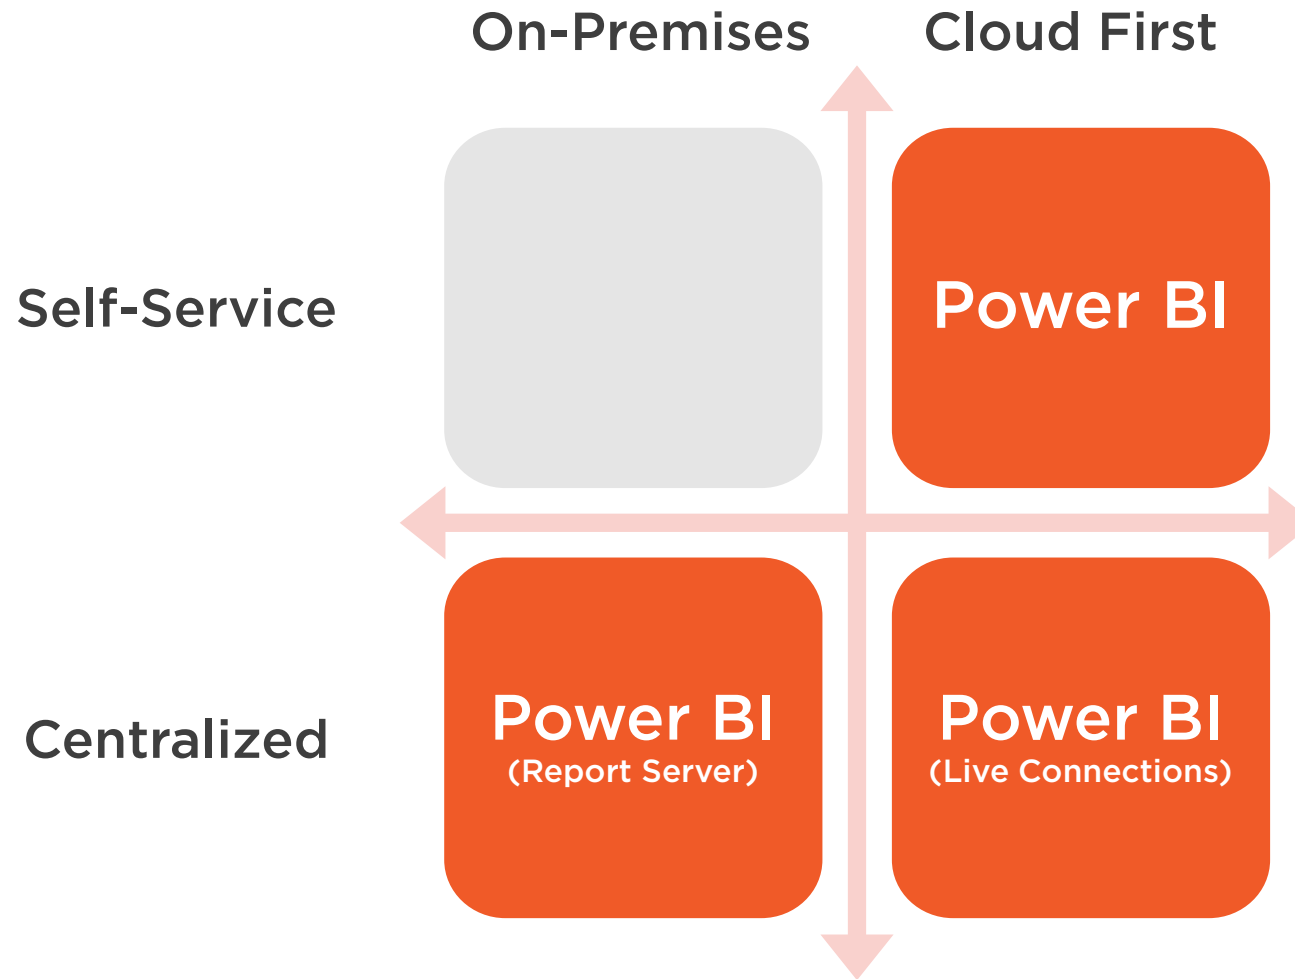 On-Premises
Cloud First
Self-Service
Power BI
Centralized
Power BI
(Report Server)
Power BI
(Live Connections)